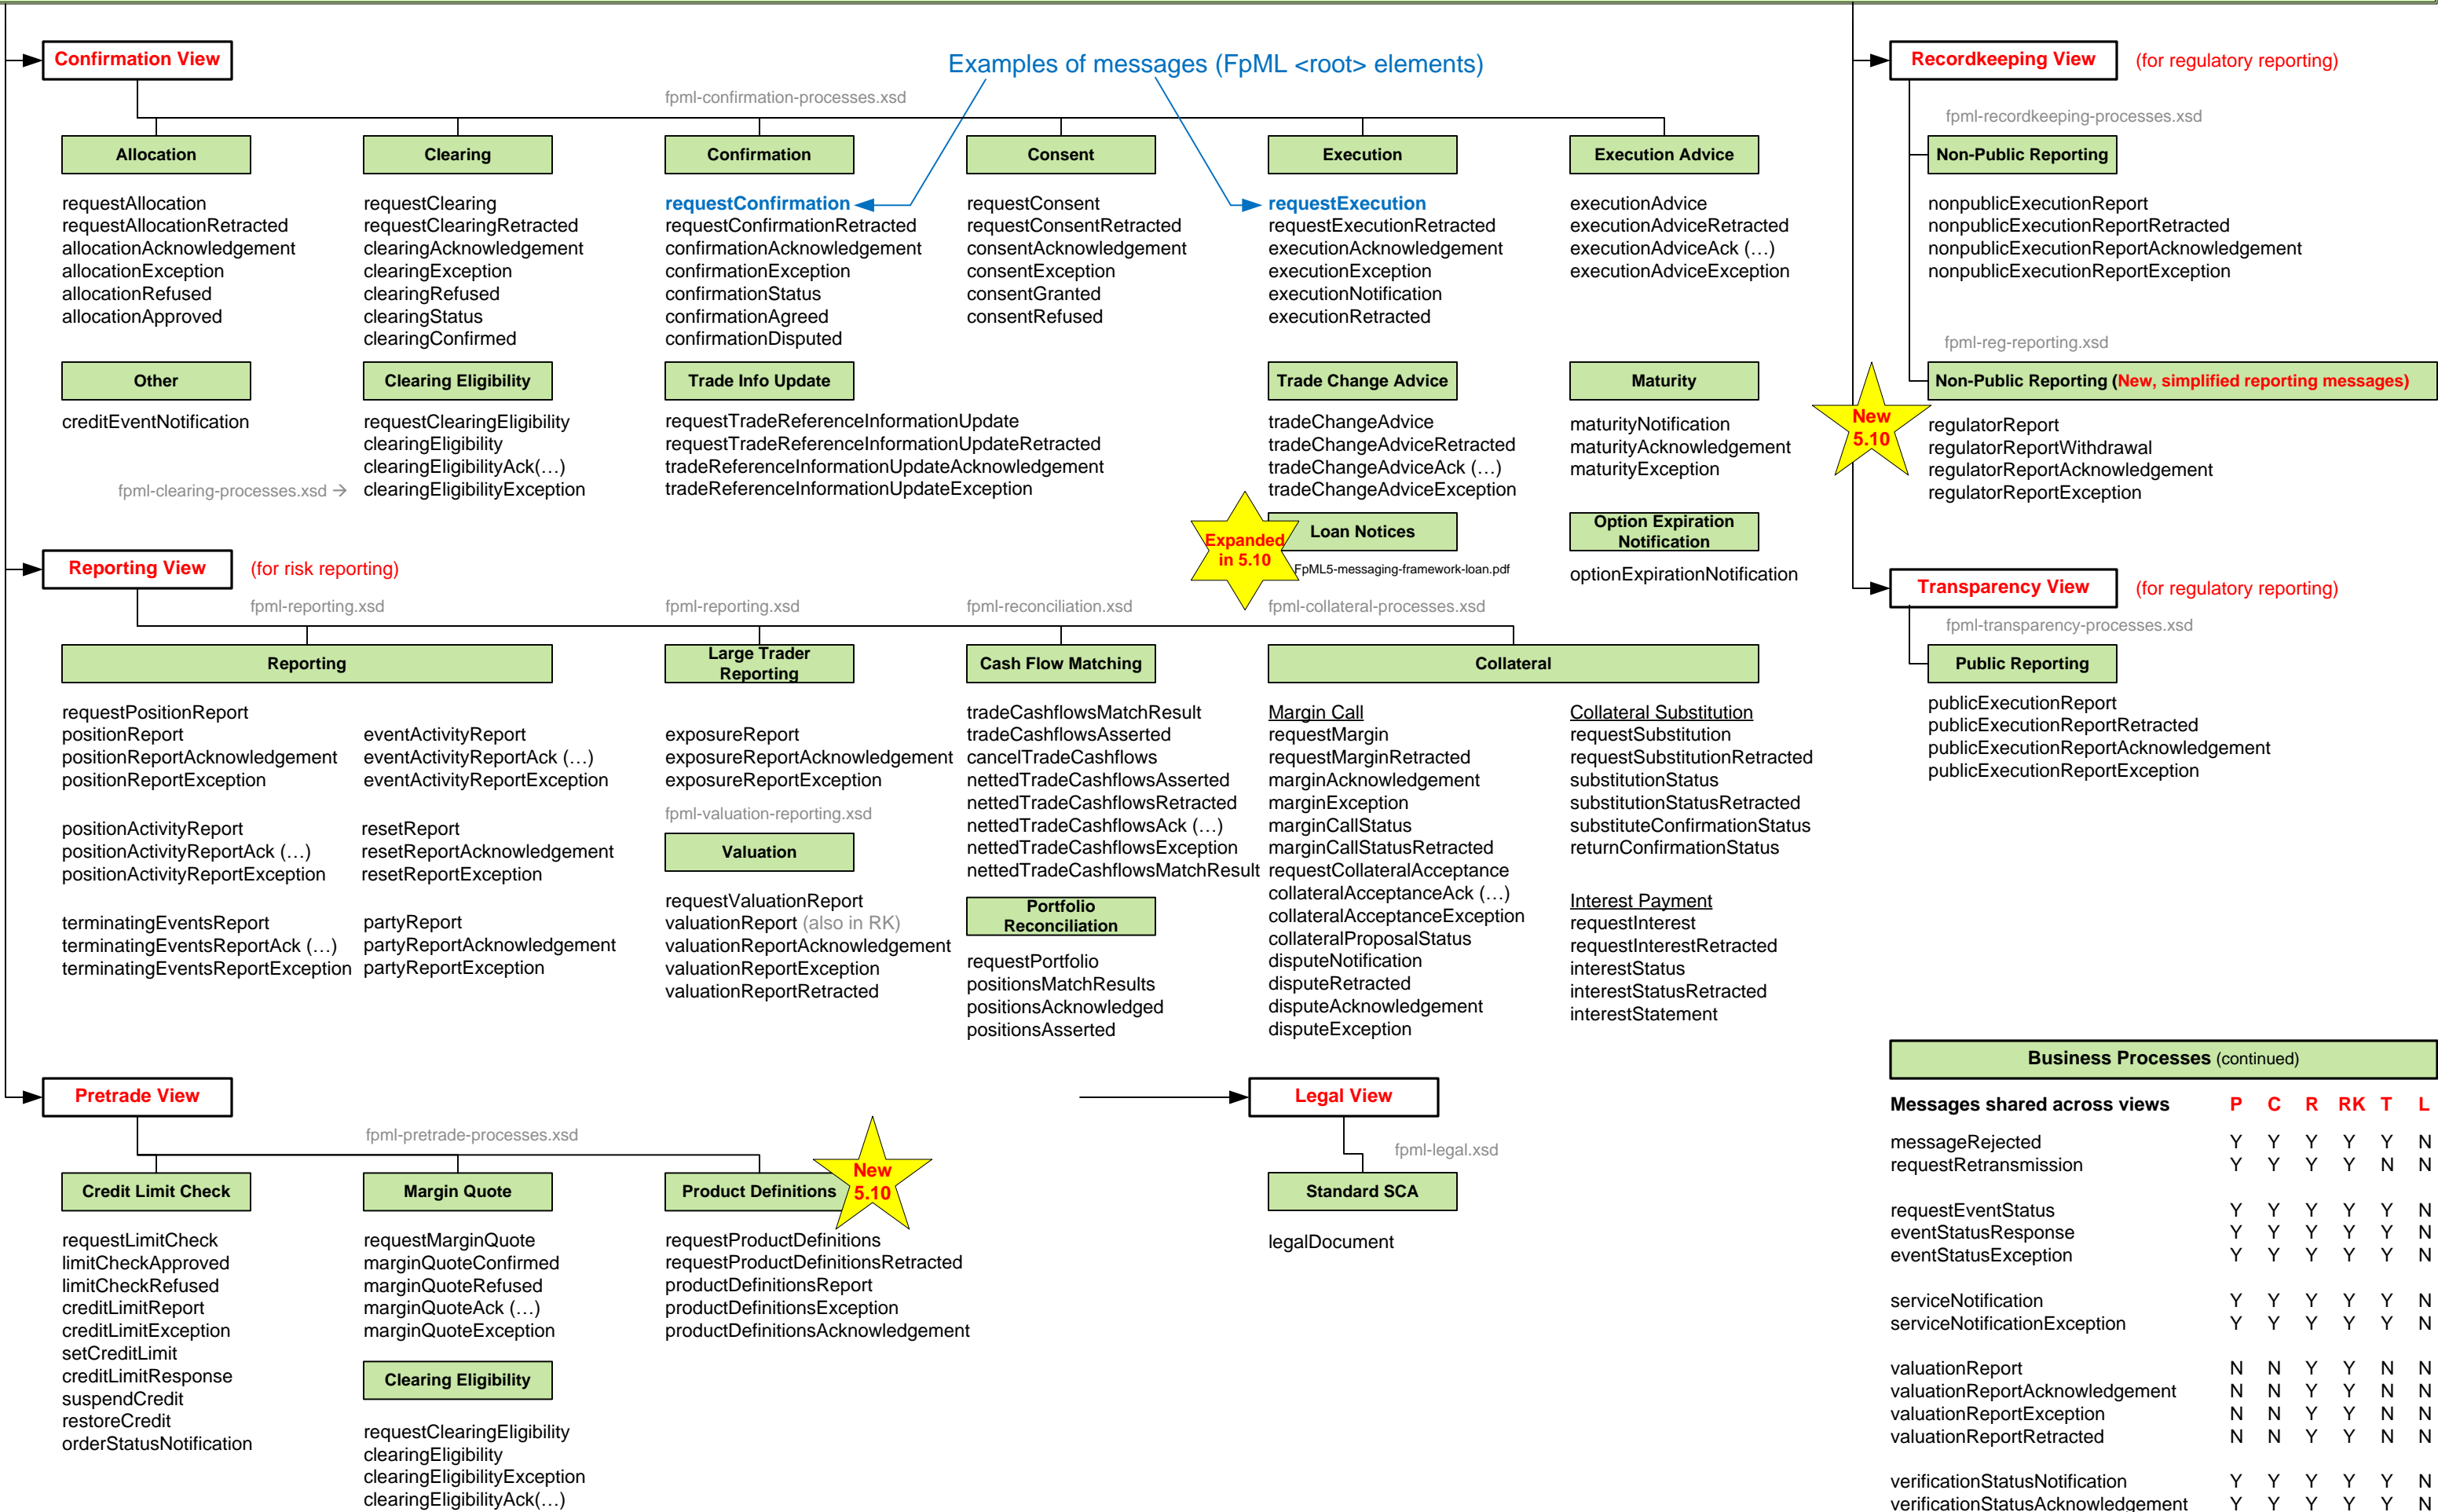 Confirmation View
Examples of messages (FpML <root> elements)
fpml-confirmation-processes.xsd
Allocation
requestAllocation
requestAllocationRetracted
allocationAcknowledgement
allocationException
allocationRefused
allocationApproved
Clearing
requestClearing
requestClearingRetracted
clearingAcknowledgement
clearingException
clearingRefused
clearingStatus
clearingConfirmed
Confirmation
requestConfirmation
requestConfirmationRetracted
confirmationAcknowledgement
confirmationException
confirmationStatus
confirmationAgreed
confirmationDisputed
Consent
requestConsent
requestConsentRetracted
consentAcknowledgement
consentException
consentGranted
consentRefused
Execution
requestExecution
requestExecutionRetracted
executionAcknowledgement
executionException
executionNotification
executionRetracted
Execution Advice
executionAdvice
executionAdviceRetracted
executionAdviceAck (…)
executionAdviceException
Other
creditEventNotification
fpml-clearing-processes.xsd →
Clearing Eligibility
requestClearingEligibility
clearingEligibility
clearingEligibilityAck(…)
clearingEligibilityException
Trade Info Update
requestTradeReferenceInformationUpdate
requestTradeReferenceInformationUpdateRetracted
tradeReferenceInformationUpdateAcknowledgement
tradeReferenceInformationUpdateException
Trade Change Advice
tradeChangeAdvice
tradeChangeAdviceRetracted
tradeChangeAdviceAck (…)
tradeChangeAdviceException
Maturity
maturityNotification
maturityAcknowledgement
maturityException
Expanded
in 5.10
Loan Notices
FpML5-messaging-framework-loan.pdf
Option Expiration
Notification
optionExpirationNotification
Recordkeeping View
(for regulatory reporting)
fpml-recordkeeping-processes.xsd
Non-Public Reporting
nonpublicExecutionReport
nonpublicExecutionReportRetracted
nonpublicExecutionReportAcknowledgement
nonpublicExecutionReportException
fpml-reg-reporting.xsd
Non-Public Reporting (New, simplified reporting messages)
New
5.10
regulatorReport
regulatorReportWithdrawal
regulatorReportAcknowledgement
regulatorReportException
Transparency View
(for regulatory reporting)
fpml-transparency-processes.xsd
Public Reporting
publicExecutionReport
publicExecutionReportRetracted
publicExecutionReportAcknowledgement
publicExecutionReportException
Reporting View
(for risk reporting)
fpml-reporting.xsd
Reporting
requestPositionReport
positionReport
positionReportAcknowledgement
positionReportException
positionActivityReport
positionActivityReportAck (…)
positionActivityReportException
terminatingEventsReport
terminatingEventsReportAck (…)
terminatingEventsReportException
eventActivityReport
eventActivityReportAck (…)
eventActivityReportException
resetReport
resetReportAcknowledgement
resetReportException
partyReport
partyReportAcknowledgement
partyReportException
fpml-reporting.xsd
Large Trader
Reporting
exposureReport
exposureReportAcknowledgement
exposureReportException
fpml-valuation-reporting.xsd
Valuation
requestValuationReport
valuationReport (also in RK)
valuationReportAcknowledgement
valuationReportException
valuationReportRetracted
fpml-reconciliation.xsd
Cash Flow Matching
tradeCashflowsMatchResult
tradeCashflowsAsserted
cancelTradeCashflows
nettedTradeCashflowsAsserted
nettedTradeCashflowsRetracted
nettedTradeCashflowsAck (…)
nettedTradeCashflowsException
nettedTradeCashflowsMatchResult
Portfolio
Reconciliation
requestPortfolio
positionsMatchResults
positionsAcknowledged
positionsAsserted
fpml-collateral-processes.xsd
Collateral
Margin Call
requestMargin
requestMarginRetracted
marginAcknowledgement
marginException
marginCallStatus
marginCallStatusRetracted
requestCollateralAcceptance
collateralAcceptanceAck (…)
collateralAcceptanceException
collateralProposalStatus
disputeNotification
disputeRetracted
disputeAcknowledgement
disputeException
Collateral Substitution
requestSubstitution
requestSubstitutionRetracted
substitutionStatus
substitutionStatusRetracted
substituteConfirmationStatus
returnConfirmationStatus
Interest Payment
requestInterest
requestInterestRetracted
interestStatus
interestStatusRetracted
interestStatement
Pretrade View
fpml-pretrade-processes.xsd
Credit Limit Check
requestLimitCheck
limitCheckApproved
limitCheckRefused
creditLimitReport
creditLimitException
setCreditLimit
creditLimitResponse
suspendCredit
restoreCredit
orderStatusNotification
Margin Quote
requestMarginQuote
marginQuoteConfirmed
marginQuoteRefused
marginQuoteAck (…)
marginQuoteException
Clearing Eligibility
requestClearingEligibility
clearingEligibility
clearingEligibilityException
clearingEligibilityAck(…)
Product Definitions
New
5.10
requestProductDefinitions
requestProductDefinitionsRetracted
productDefinitionsReport
productDefinitionsException
productDefinitionsAcknowledgement
Legal View
fpml-legal.xsd
Standard SCA
legalDocument
Business Processes (continued)
Messages shared across views P C R RK T L
messageRejected Y Y Y Y Y N
requestRetransmission Y Y Y Y N N
requestEventStatus Y Y Y Y Y N
eventStatusResponse Y Y Y Y Y N
eventStatusException Y Y Y Y Y N
serviceNotification Y Y Y Y Y N
serviceNotificationException Y Y Y Y Y N
valuationReport N N Y Y N N
valuationReportAcknowledgement N N Y Y N N
valuationReportException N N Y Y N N
valuationReportRetracted N N Y Y N N
verificationStatusNotification Y Y Y Y Y N
verificationStatusAcknowledgement Y Y Y Y Y N